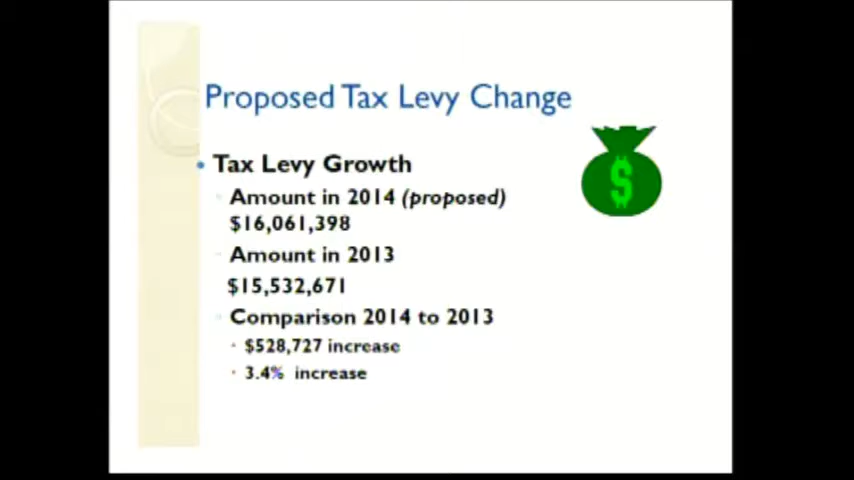 Proposed Tax Levy Change
• Tax Levy Growth
Amount in 2014 (proposed)
$16,061,398
Amount in 2013
$15,532,671
Comparison 2014 to 2013
• $528,727 increase
• 3.4% increase
$